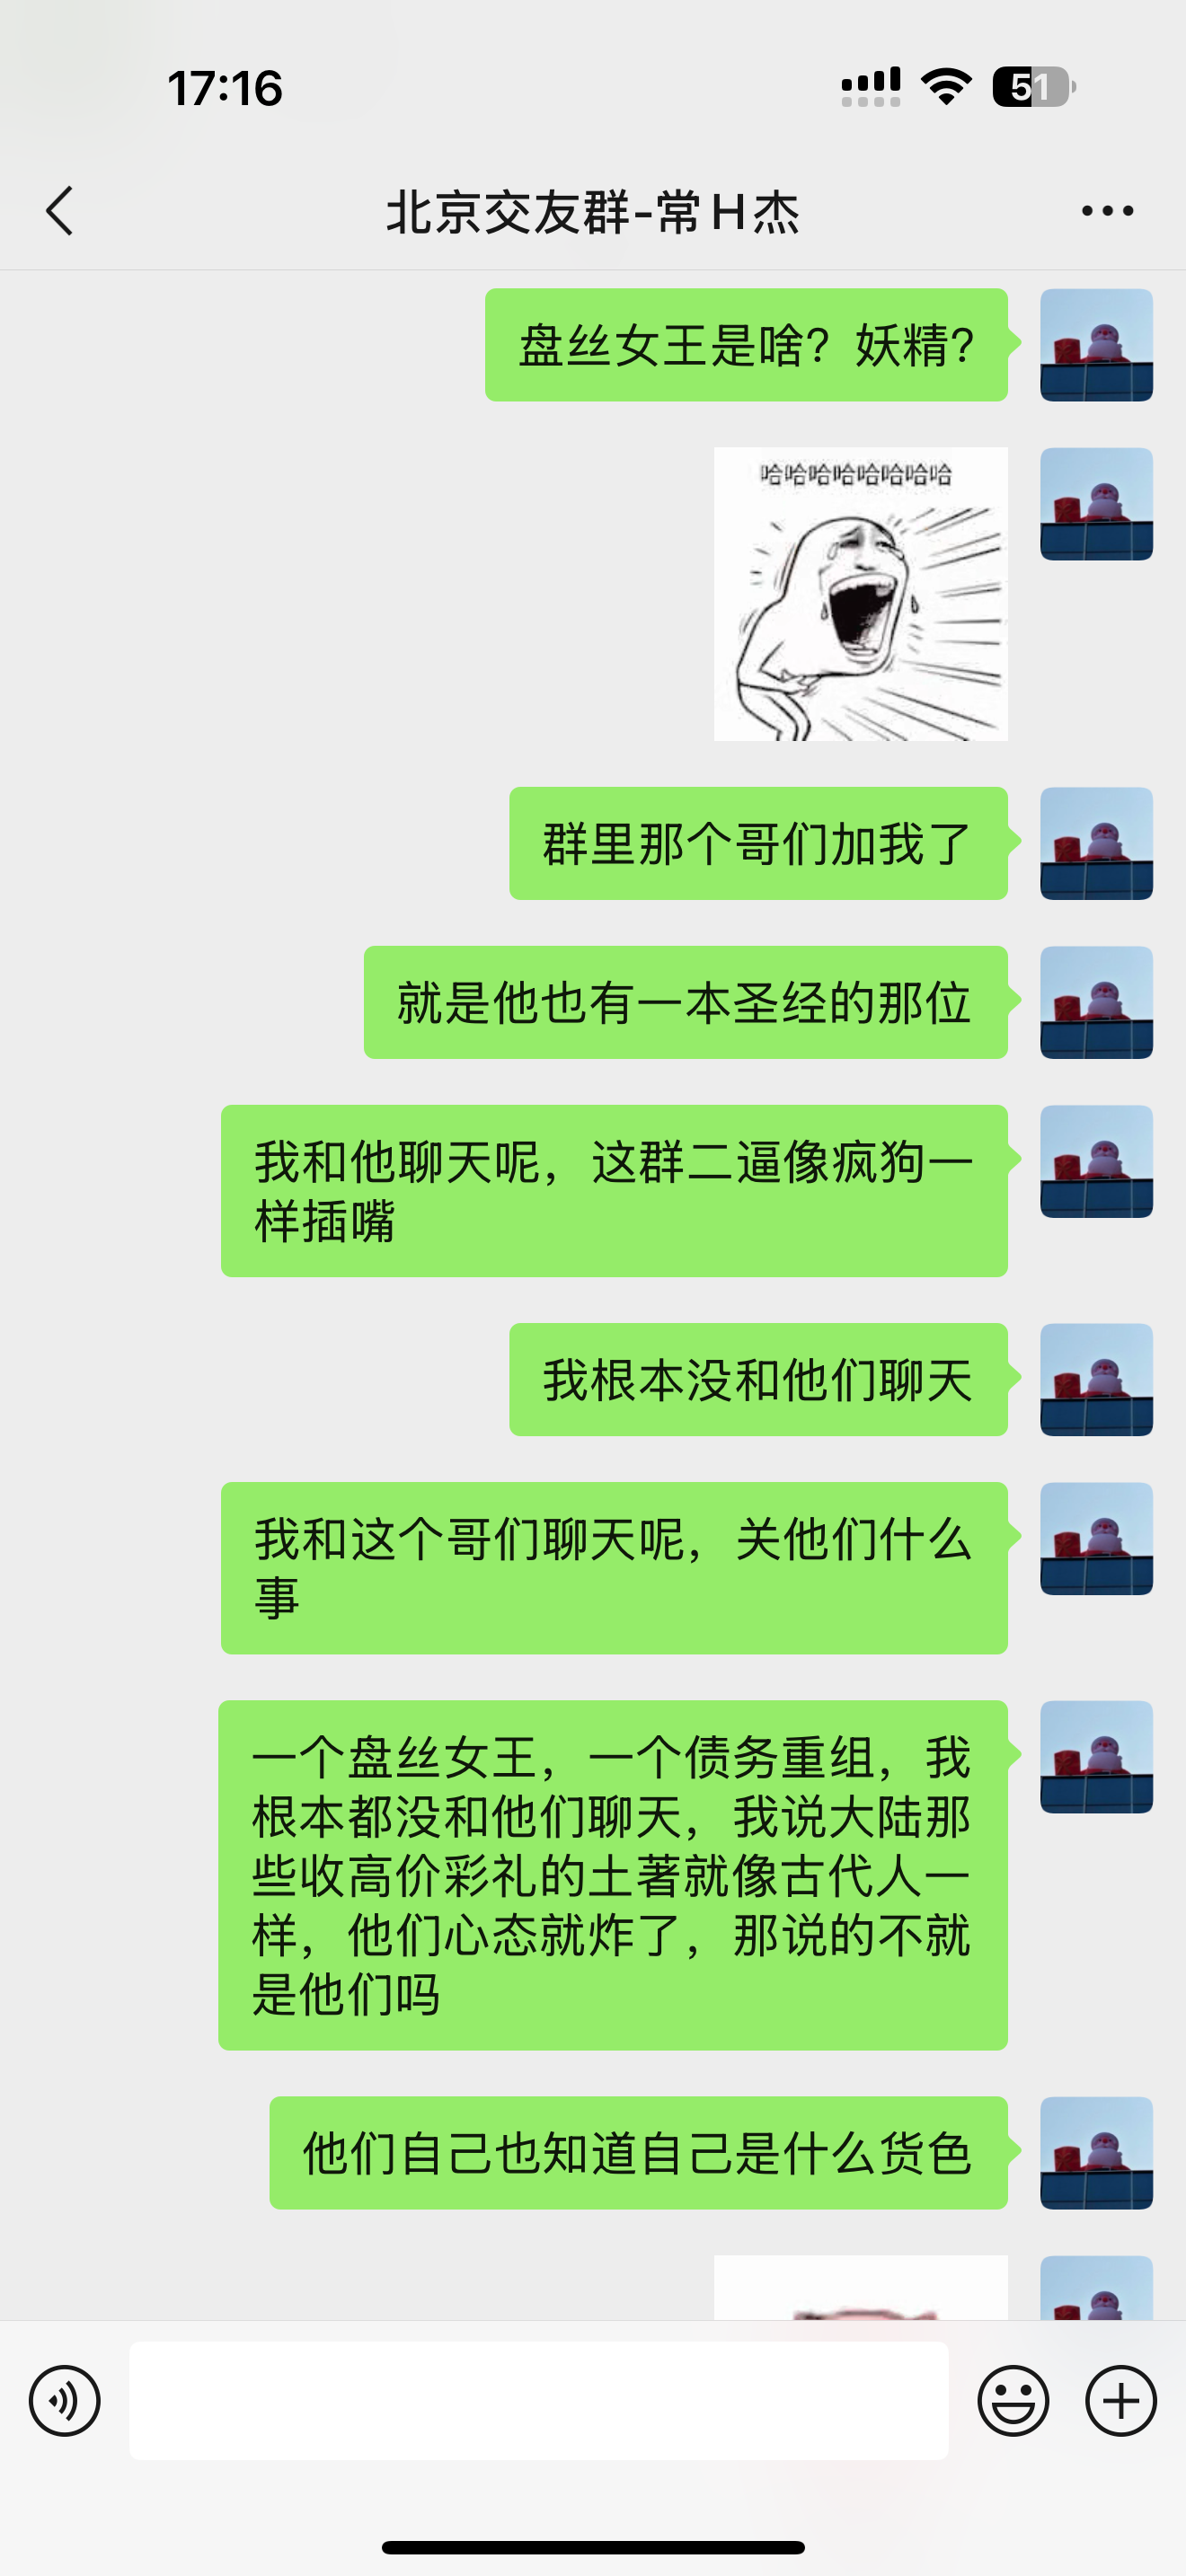 17:16
51
北京交友群-常H杰
盘丝女王是啥？妖精？
哈哈哈哈哈哈哈哈
群里那个哥们加我了
就是他也有一本圣经的那位
我和他聊天呢，这群二逼像疯狗一
样插嘴
我根本没和他们聊天
我和这个哥们聊天呢，关他们什么
事
一个盘丝女王，一个债务重组，我
根本都没和他们聊天，我说大陆那
些收高价彩礼的土著就像古代人一
样，他们心态就炸了，那说的不就
是他们吗
他们自己也知道自己是什么货色